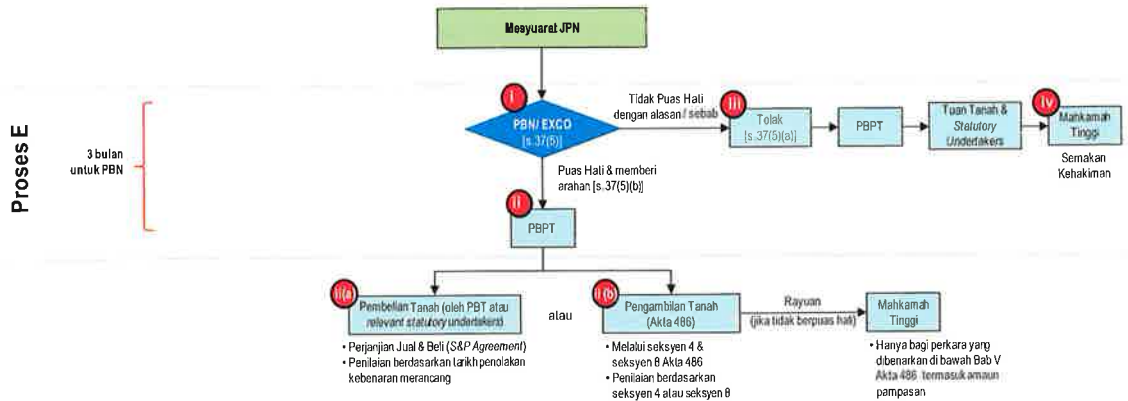 Mesyuarat JPN
Proses E
3 bulan
untuk PBN
i
PBN/ EXCO
[s.37(5)]
Tidak Puas Hati
dengan alasan / sebab
iii
Tolak
[s.37(5)(a)]
PBPT
Tuan Tanah &
Statutory
Undertakers
iv
Mahkamah
Tinggi
Semakan
Kehakiman
Puas Hati & memberi
arahan [s.37(5)(b)]
ii
PBPT
ii(a)
Pembelian Tanah (oleh PBT atau
relevant statutory undertakers)
• Perjanjian Jual & Beli (S&P Agreement)
• Penilaian berdasarkan tarikh penolakan
kebenaran merancang
atau
ii(b)
Pengambilan Tanah
(Akta 486)
• Melalui seksyen 4 &
seksyen 8 Akta 486
• Penilaian berdasarkan
seksyen 4 atau seksyen 8
Rayuan
(jika tidak berpuas hati)
Mahkamah
Tinggi
• Hanya bagi perkara yang
dibenarkan di bawah Bab V
Akta 486 termasuk amaun
pampasan